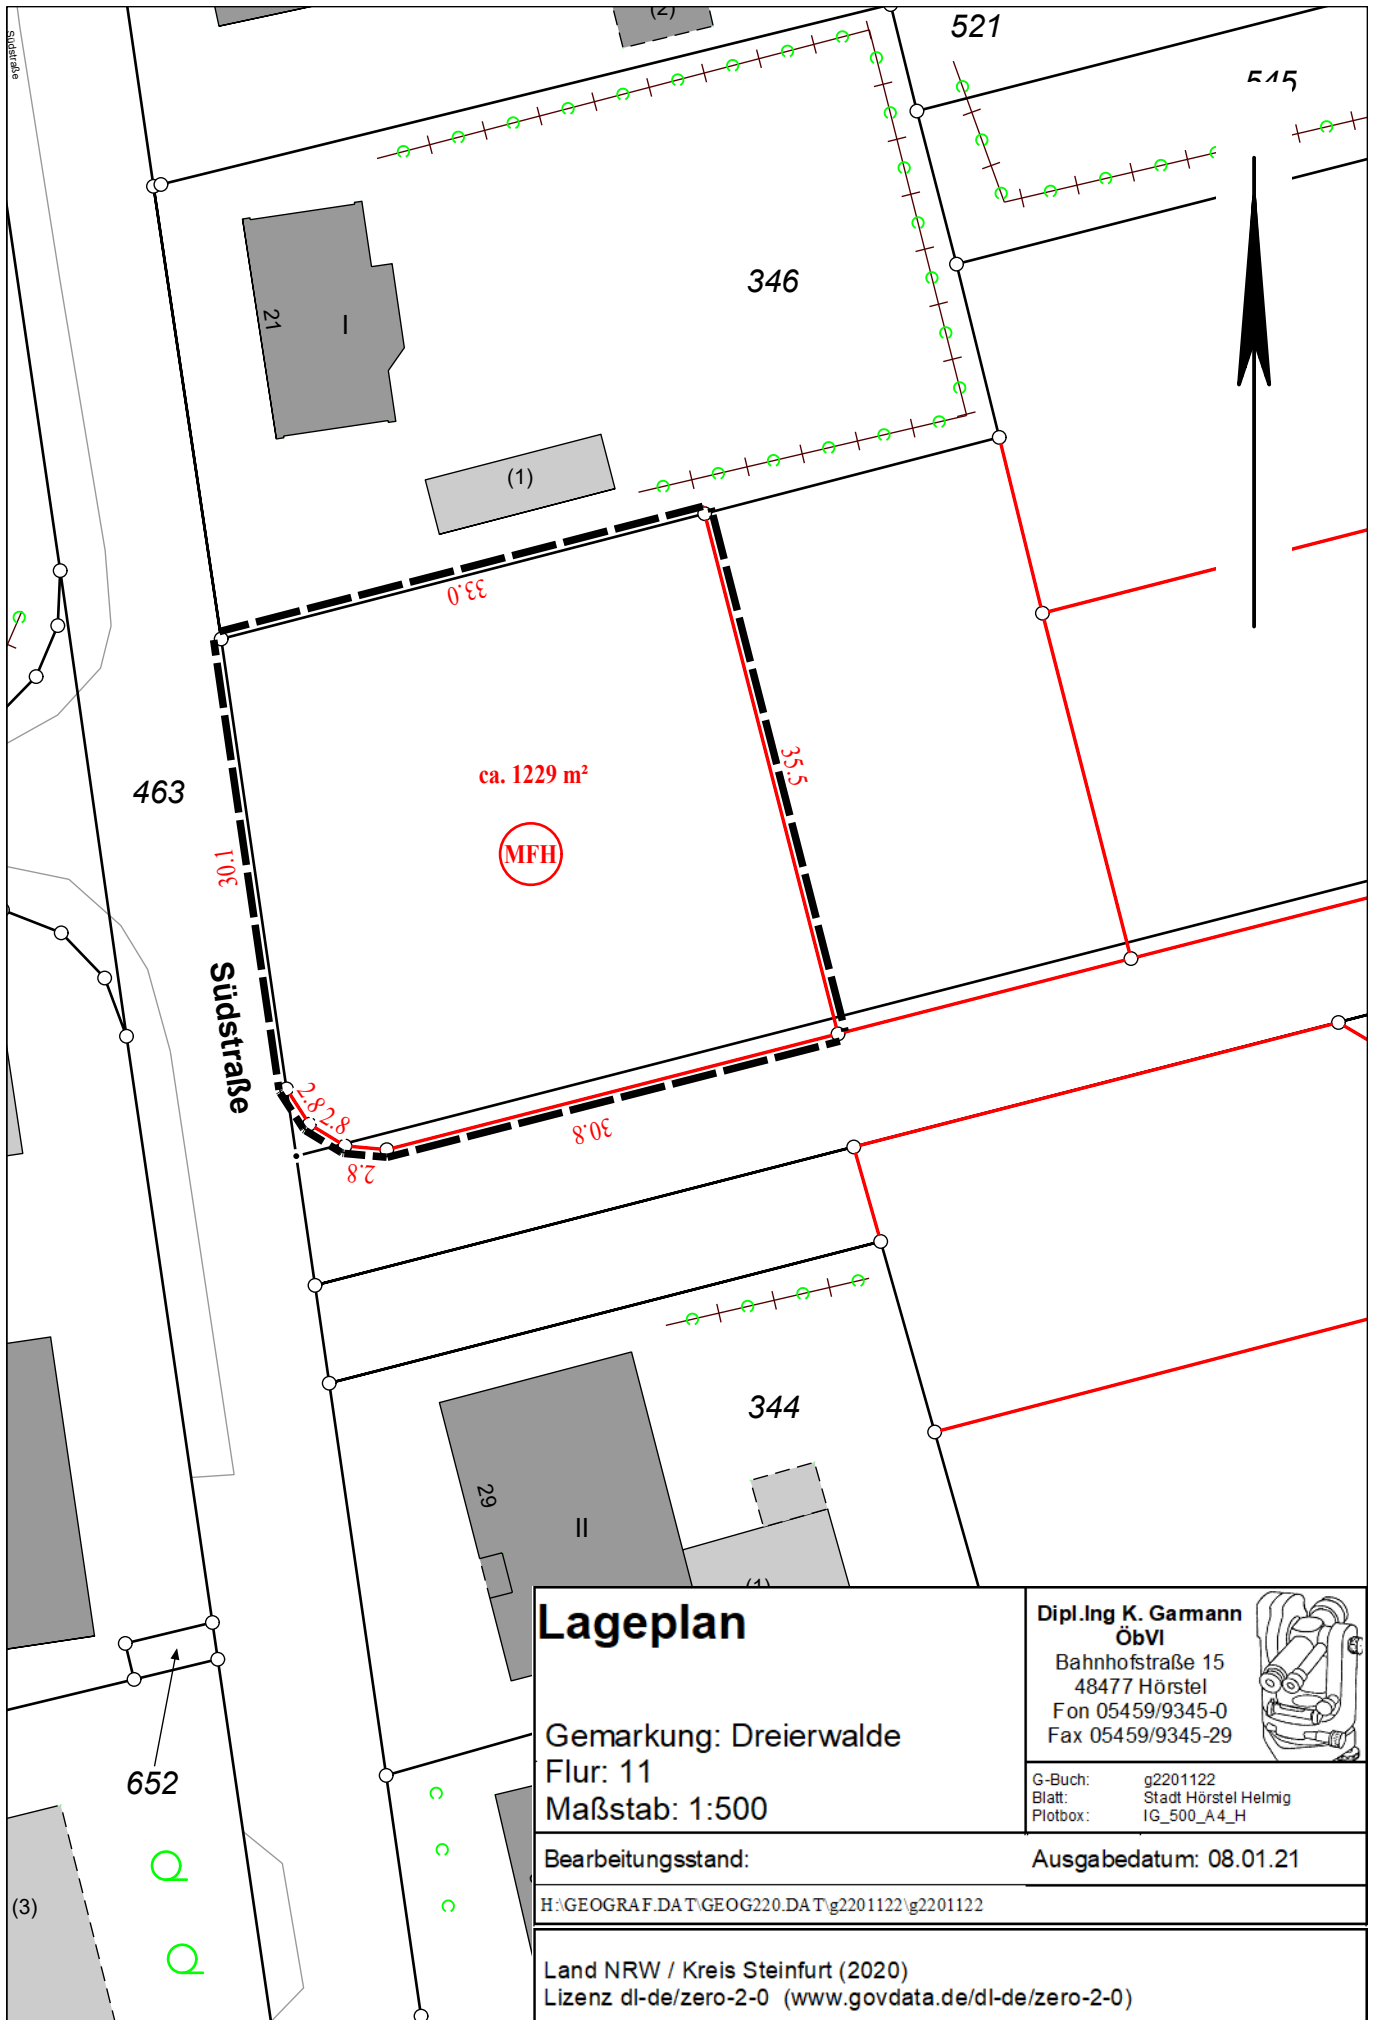 Südstraße
(2)
521
545
346
21
I
(1)
33.0
35.5
ca. 1229 m²
MFH
463
30.1
Südstraße
2.8
2.8
2.8
30.8
344
29
II
(1)
652
(3)
Lageplan
Gemarkung: Dreierwalde
Flur: 11
Maßstab: 1:500
Dipl.Ing K. Garmann
ÖbVI
Bahnhofstraße 15
48477 Hörstel
Fon 05459/9345-0
Fax 05459/9345-29
G-Buch: g2201122
Blatt: Stadt Hörstel Helmig
Plotbox: IG_500_A4_H
Bearbeitungsstand:
Ausgabedatum: 08.01.21
H:\GEOGRAF.DAT\GEOG220.DAT\g2201122\g2201122
Land NRW / Kreis Steinfurt (2020)
Lizenz dl-de/zero-2-0 (www.govdata.de/dl-de/zero-2-0)